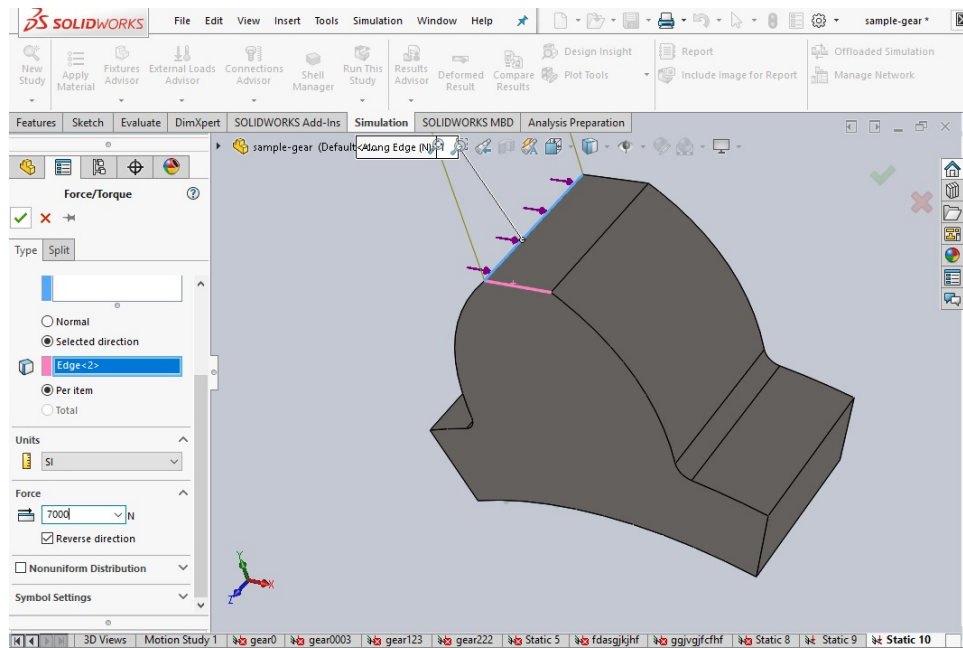 SOLIDWORKS File Edit View Insert Tools Simulation Window Help sample-gear *
New Study Apply Material Fixtures Advisor External Loads Advisor Connections Advisor Shell Manager Run This Study Results Advisor Deformed Result Compare Results Design Insight Plot Tools Report Include Image for Report Offloaded Simulation Manage Network
Features Sketch Evaluate DimXpert SOLIDWORKS Add-Ins Simulation SOLIDWORKS MBD Analysis Preparation
sample-gear (Default<
Along Edge (N):
Force/Torque
Type Split
Normal
Selected direction
Edge<2>
Per item
Total
Units
SI
Force
7000 N
Reverse direction
Nonuniform Distribution
Symbol Settings
Y
X
Z
3D Views Motion Study 1 gear0 gear0003 gear123 gear222 Static 5 fdasgjkjhf ggjvgjfcfhf Static 8 Static 9 Static 10